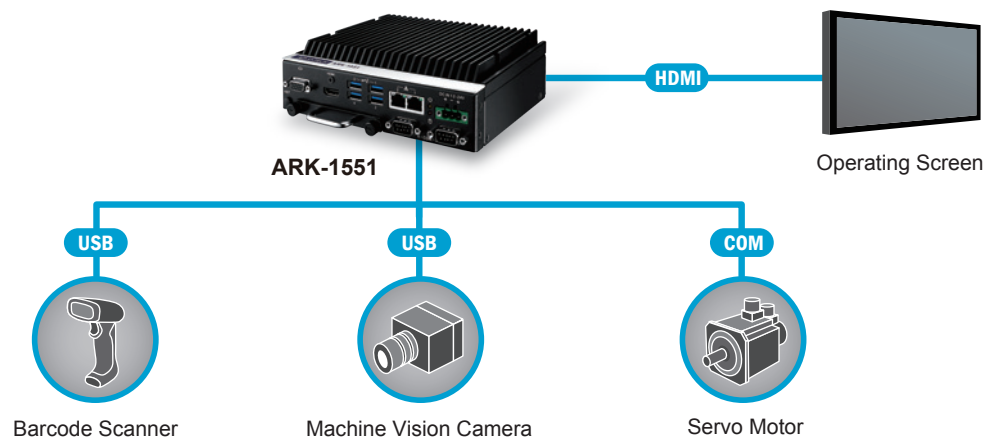 HDMI
ARK-1551
Operating Screen
USB
USB
COM
Barcode Scanner
Machine Vision Camera
Servo Motor